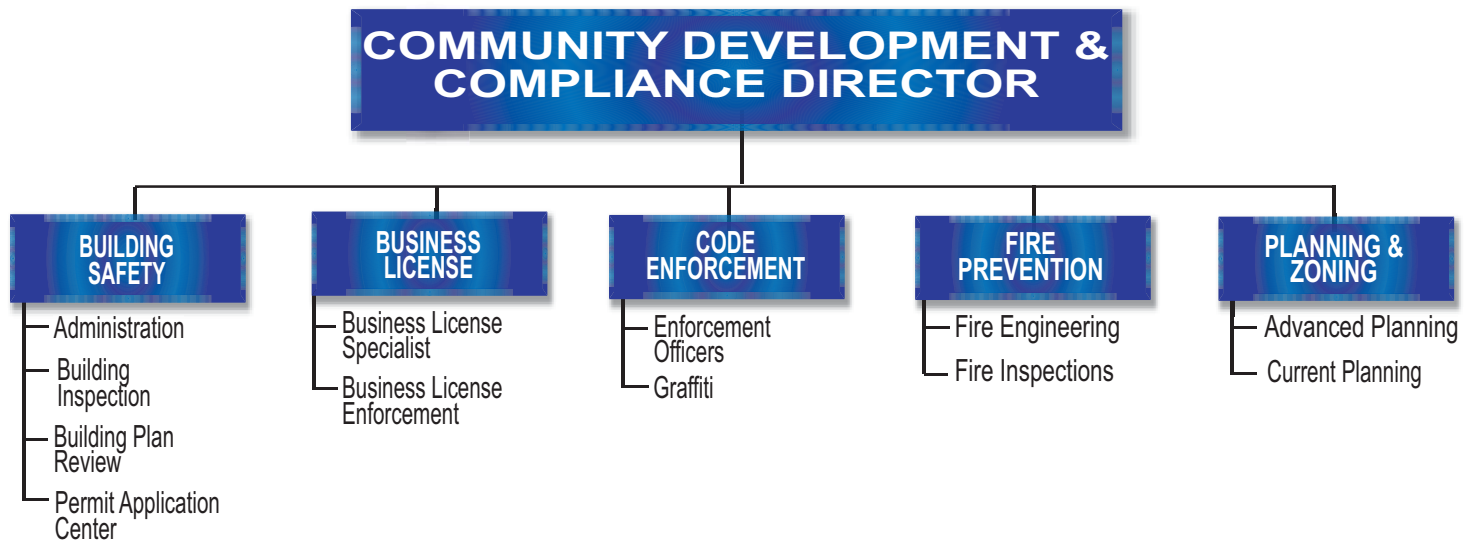 COMMUNITY DEVELOPMENT &
COMPLIANCE DIRECTOR
BUILDING
SAFETY
Administration
Building
Inspection
Building Plan
Review
Permit Application
Center
BUSINESS
LICENSE
Business License
Specialist
Business License
Enforcement
CODE
ENFORCEMENT
Enforcement
Officers
Graffiti
FIRE
PREVENTION
Fire Engineering
Fire Inspections
PLANNING &
ZONING
Advanced Planning
Current Planning